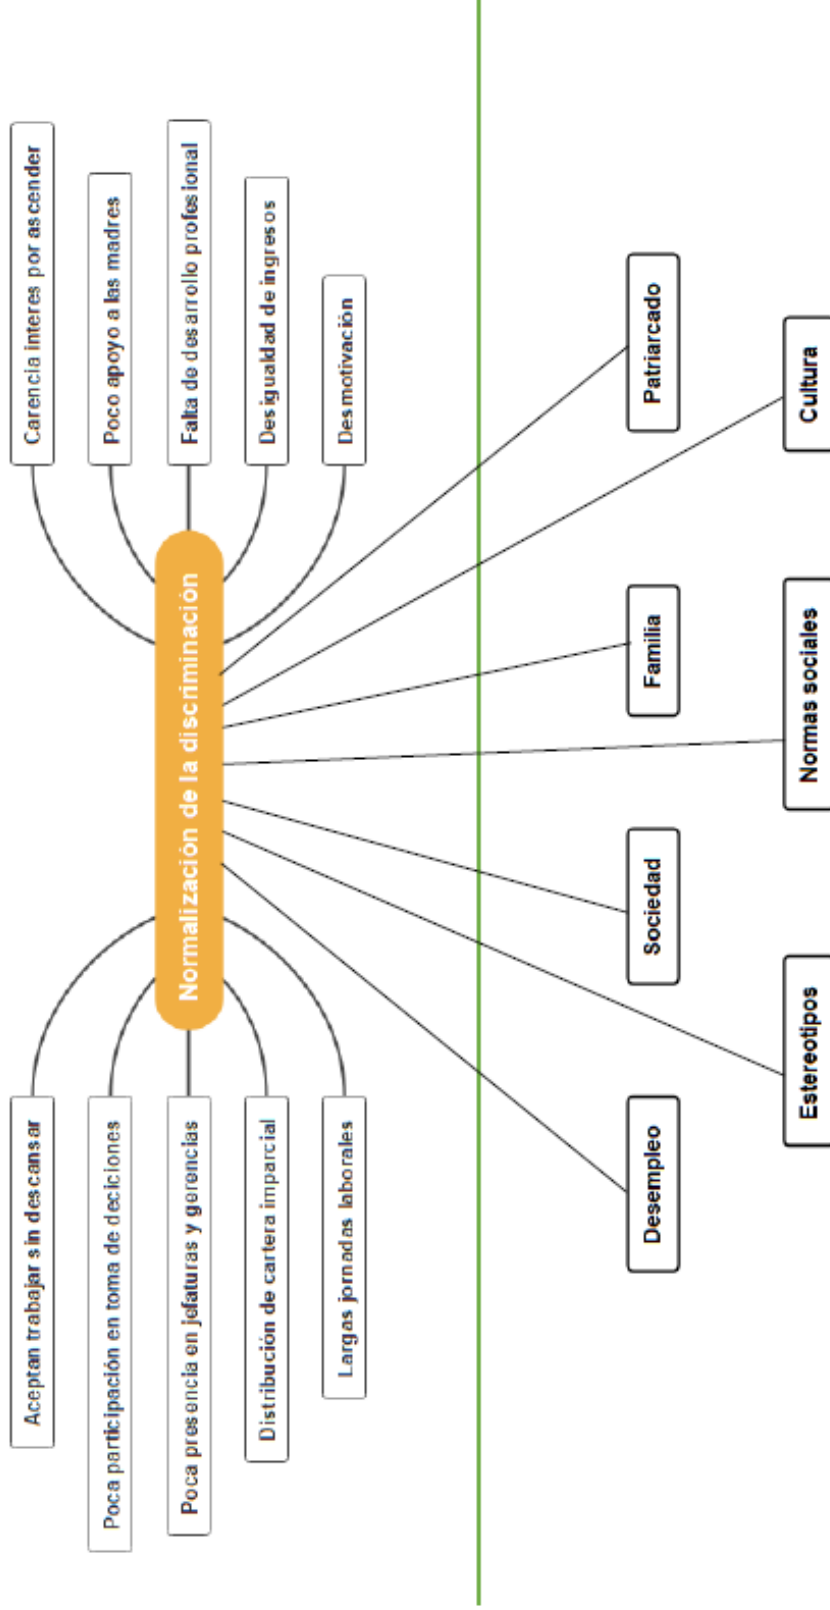 Aceptan trabajar sin descansar
Poca participación en toma de deciciones
Poca presencia en jefaturas y gerencias
Distribución de cartera imparcial
Largas jornadas laborales
Normalización de la discriminación
Carencia interes por ascender
Poco apoyo a las madres
Falta de desarrollo profesional
Desigualdad de ingresos
Desmotivación
Desempleo
Sociedad
Familia
Patriarcado
Estereotipos
Normas sociales
Cultura